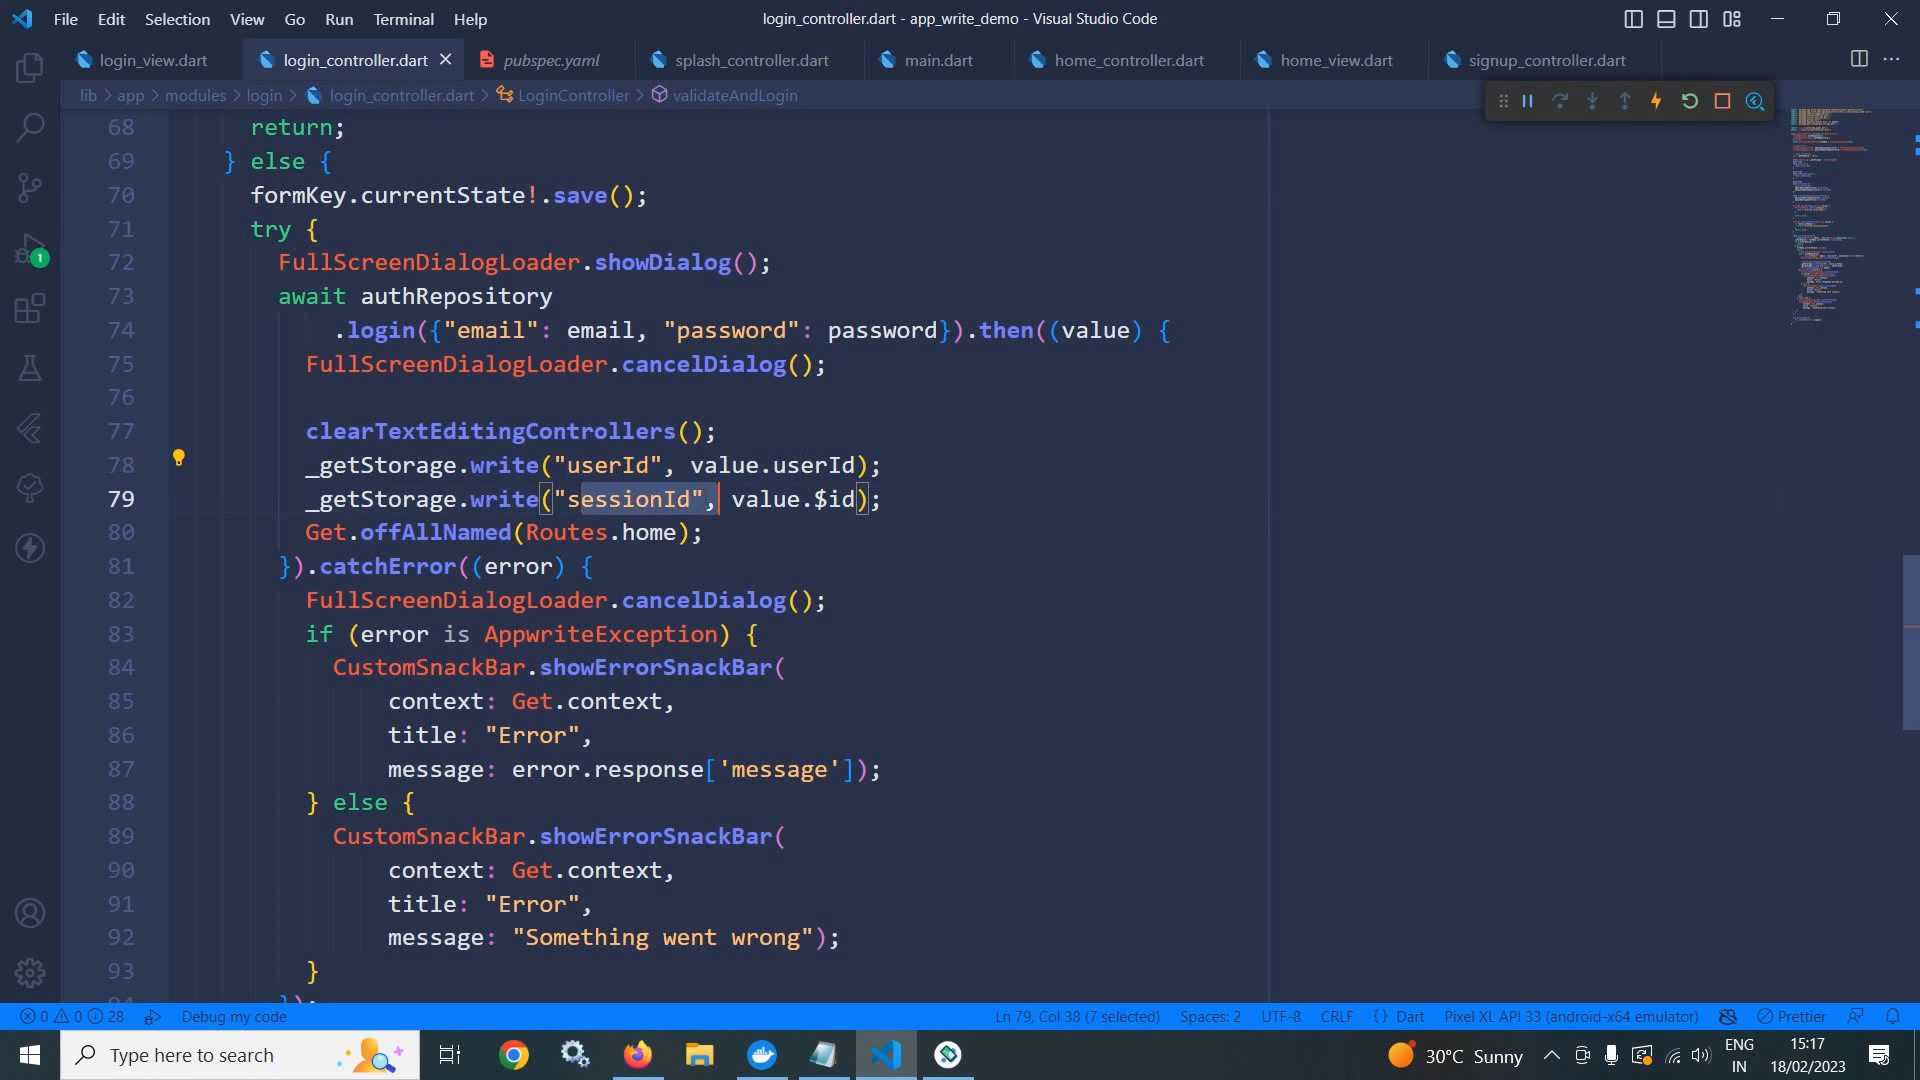 File Edit Selection View Go Run Terminal Help
login_controller.dart - app_write_demo - Visual Studio Code
login_view.dart login_controller.dart pubspec.yaml splash_controller.dart main.dart home_controller.dart home_view.dart signup_controller.dart
lib > app > modules > login > login_controller.dart > LoginController > validateAndLogin
68 return;
69 } else {
70 formKey.currentState!.save();
71 try {
72 FullScreenDialogLoader.showDialog();
73 await authRepository
74 .login({"email": email, "password": password}).then((value) {
75 FullScreenDialogLoader.cancelDialog();
76
77 clearTextEditingControllers();
78 _getStorage.write("userId", value.userId);
79 _getStorage.write("sessionId", value.$id);
80 Get.offAllNamed(Routes.home);
81 }).catchError((error) {
82 FullScreenDialogLoader.cancelDialog();
83 if (error is AppwriteException) {
84 CustomSnackBar.showErrorSnackBar(
85 context: Get.context,
86 title: "Error",
87 message: error.response['message']);
88 } else {
89 CustomSnackBar.showErrorSnackBar(
90 context: Get.context,
91 title: "Error",
92 message: "Something went wrong");
93 }
94 });
1
0 0 28 Debug my code Ln 79, Col 38 (7 selected) Spaces: 2 UTF-8 CRLF {} Dart Pixel XL API 33 (android-x64 emulator) Prettier
Type here to search
30°C Sunny
ENG
IN
15:17
18/02/2023